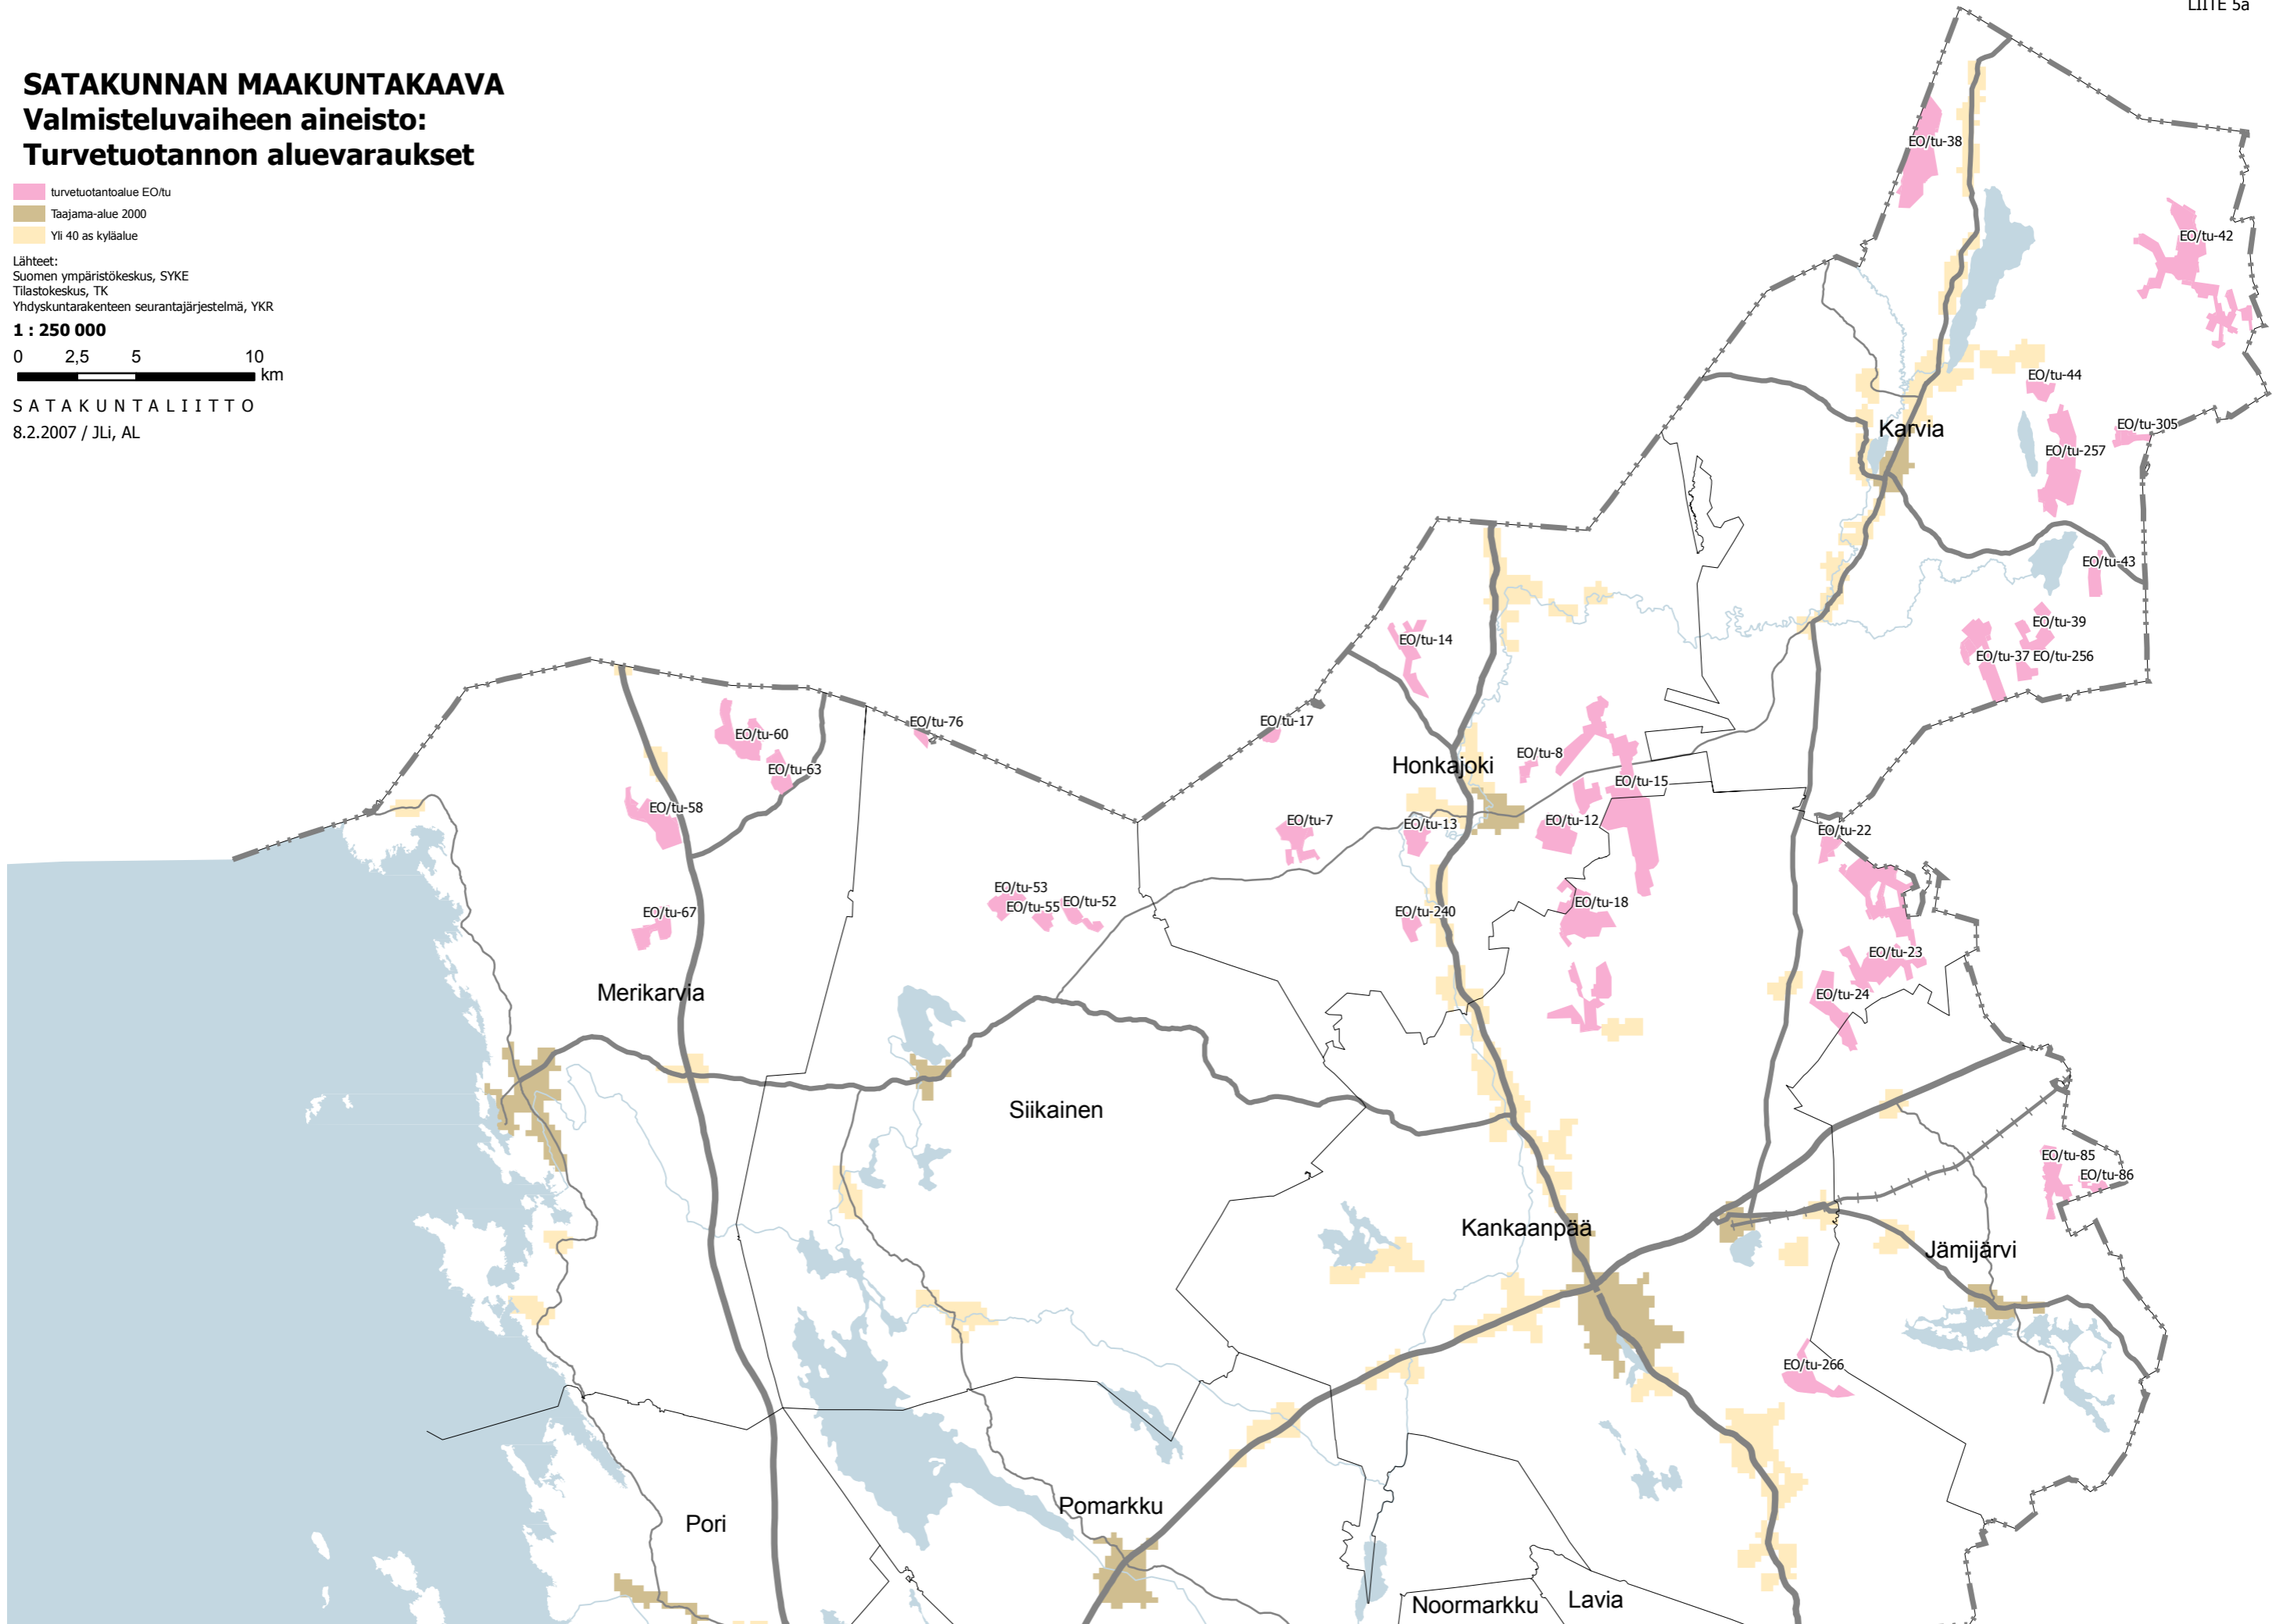 LIITE 5a
SATAKUNNAN MAAKUNTAKAAVA
Valmisteluvaiheen aineisto:
Turvetuotannon aluevaraukset
turvetuotantoalue EO/tu
Taajama-alue 2000
Yli 40 as kyläalue
Lähteet:
Suomen ympäristökeskus, SYKE
Tilastokeskus, TK
Yhdyskuntarakenteen seurantajärjestelmä, YKR
1 : 250 000
0 2,5 5 10
km
SATAKUNTALIITTO
8.2.2007 / JLi, AL
EO/tu-38
EO/tu-42
EO/tu-44
EO/tu-305
Karvia
EO/tu-257
EO/tu-43
EO/tu-39
EO/tu-14
EO/tu-37
EO/tu-256
EO/tu-76
EO/tu-17
EO/tu-60
EO/tu-8
EO/tu-63
Honkajoki
EO/tu-15
EO/tu-58
EO/tu-7
EO/tu-13
EO/tu-12
EO/tu-22
EO/tu-53
EO/tu-55
EO/tu-52
EO/tu-18
EO/tu-67
EO/tu-240
EO/tu-23
Merikarvia
EO/tu-24
Siikainen
EO/tu-85
EO/tu-86
Kankaanpää
Jämijärvi
EO/tu-266
Pomarkku
Pori
Noormarkku
Lavia